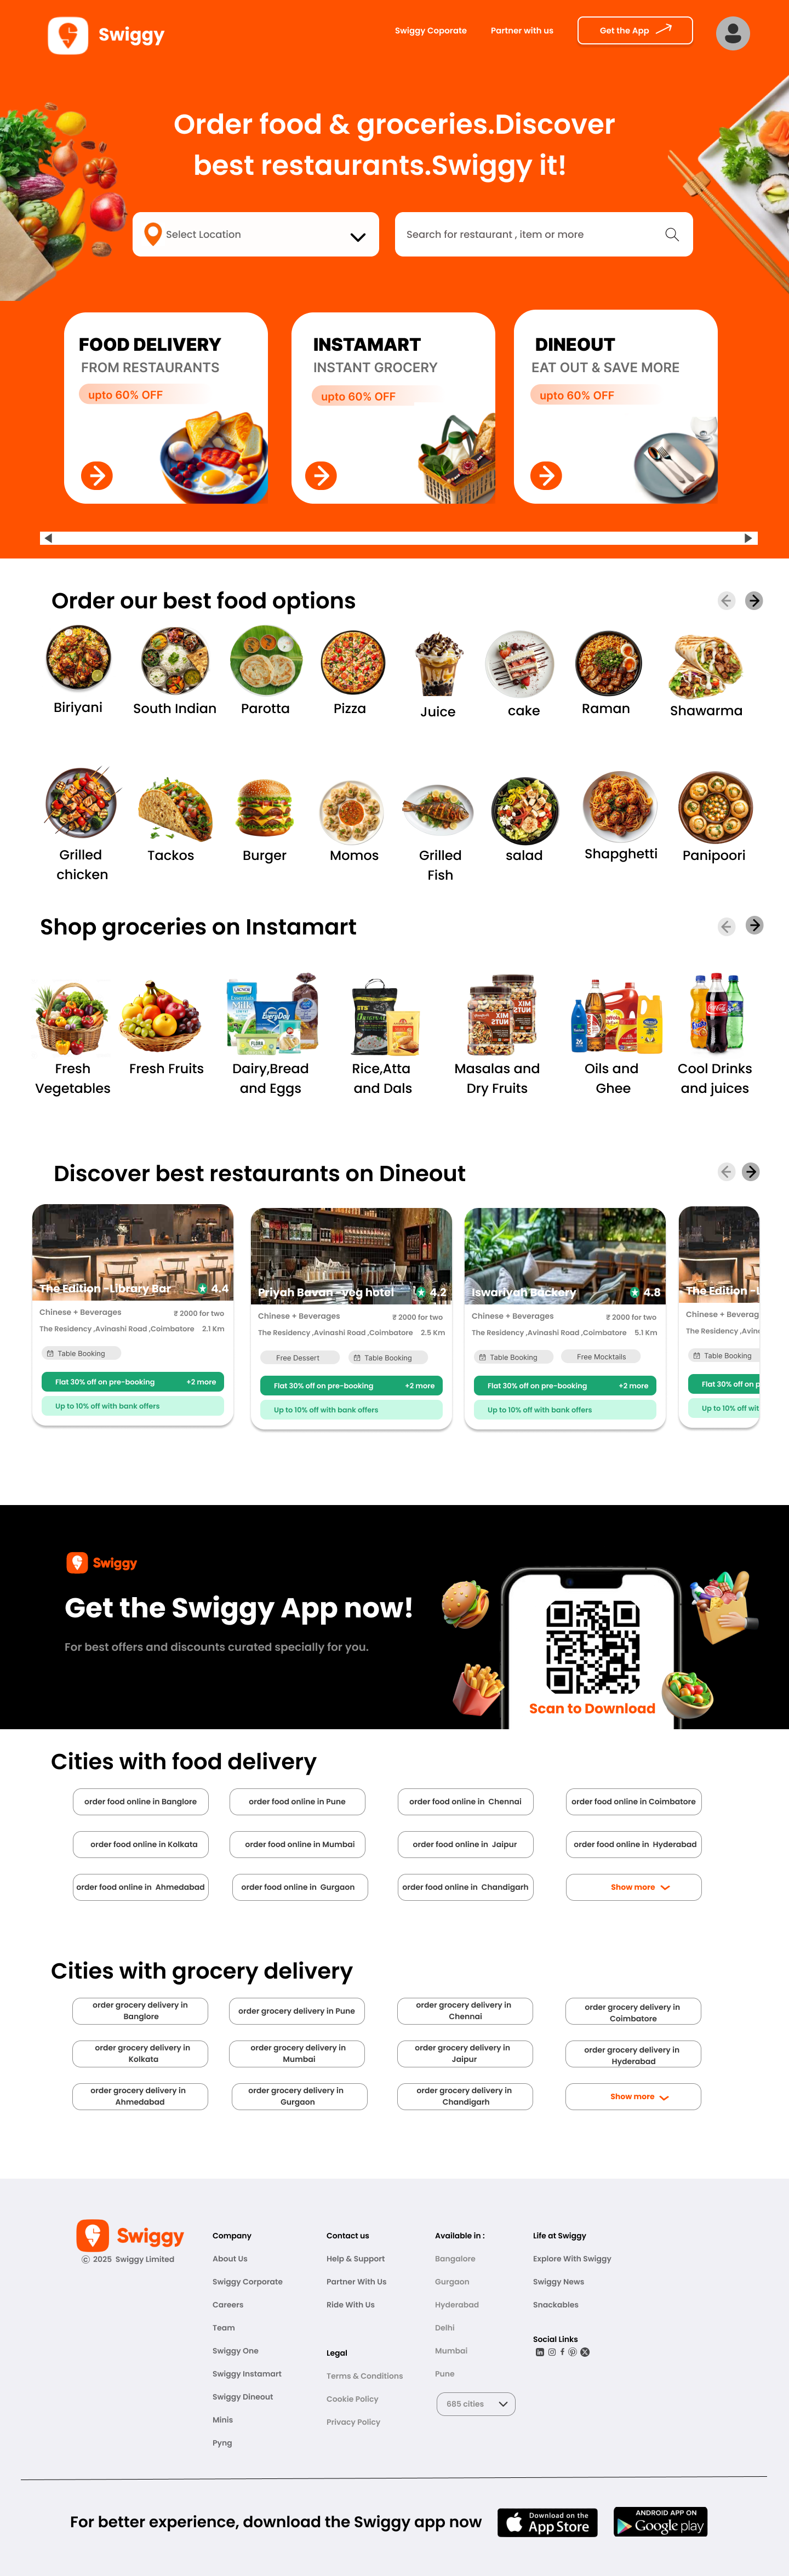 Swiggy
Swiggy Coporate
Partner with us
Get the App
Order food & groceries.Discover
best restaurants.Swiggy it!
Select Location
Search for restaurant , item or more
FOOD DELIVERY
FROM RESTAURANTS
upto 60% OFF
INSTAMART
INSTANT GROCERY
upto 60% OFF
DINEOUT
EAT OUT & SAVE MORE
upto 60% OFF
Order our best food options
Biriyani
South Indian
Parotta
Pizza
Juice
cake
Raman
Shawarma
Grilled
chicken
Tackos
Burger
Momos
Grilled
Fish
salad
Shapghetti
Panipoori
Shop groceries on Instamart
Fresh
Vegetables
Fresh Fruits
Dairy,Bread
and Eggs
Rice,Atta
and Dals
Masalas and
Dry Fruits
Oils and
Ghee
Cool Drinks
and juices
Discover best restaurants on Dineout
The Edition -Library Bar
4.4
Chinese + Beverages
₹ 2000 for two
The Residency ,Avinashi Road ,Coimbatore
2.1 Km
Table Booking
Flat 30% off on pre-booking
+2 more
Up to 10% off with bank offers
Priyah Bavan -veg hotel
4.2
Chinese + Beverages
₹ 2000 for two
The Residency ,Avinashi Road ,Coimbatore
2.5 Km
Free Dessert
Table Booking
Flat 30% off on pre-booking
+2 more
Up to 10% off with bank offers
Iswariyah Backery
4.8
Chinese + Beverages
₹ 2000 for two
The Residency ,Avinashi Road ,Coimbatore
5.1 Km
Table Booking
Free Mocktails
Flat 30% off on pre-booking
+2 more
Up to 10% off with bank offers
The Edition -L
Chinese + Beverag
The Residency ,Avin
Table Booking
Flat 30% off on p
Up to 10% off wit
Swiggy
Get the Swiggy App now!
For best offers and discounts curated specially for you.
Scan to Download
Cities with food delivery
order food online in Banglore
order food online in Pune
order food online in Chennai
order food online in Coimbatore
order food online in Kolkata
order food online in Mumbai
order food online in Jaipur
order food online in Hyderabad
order food online in Ahmedabad
order food online in Gurgaon
order food online in Chandigarh
Show more
Cities with grocery delivery
order grocery delivery in
Banglore
order grocery delivery in Pune
order grocery delivery in
Chennai
order grocery delivery in
Coimbatore
order grocery delivery in
Kolkata
order grocery delivery in
Mumbai
order grocery delivery in
Jaipur
order grocery delivery in
Hyderabad
order grocery delivery in
Ahmedabad
order grocery delivery in
Gurgaon
order grocery delivery in
Chandigarh
Show more
Swiggy
© 2025 Swiggy Limited
Company
About Us
Swiggy Corporate
Careers
Team
Swiggy One
Swiggy Instamart
Swiggy Dineout
Minis
Pyng
Contact us
Help & Support
Partner With Us
Ride With Us
Legal
Terms & Conditions
Cookie Policy
Privacy Policy
Available in :
Bangalore
Gurgaon
Hyderabad
Delhi
Mumbai
Pune
685 cities
Life at Swiggy
Explore With Swiggy
Swiggy News
Snackables
Social Links
For better experience, download the Swiggy app now
Download on the
App Store
ANDROID APP ON
Google play